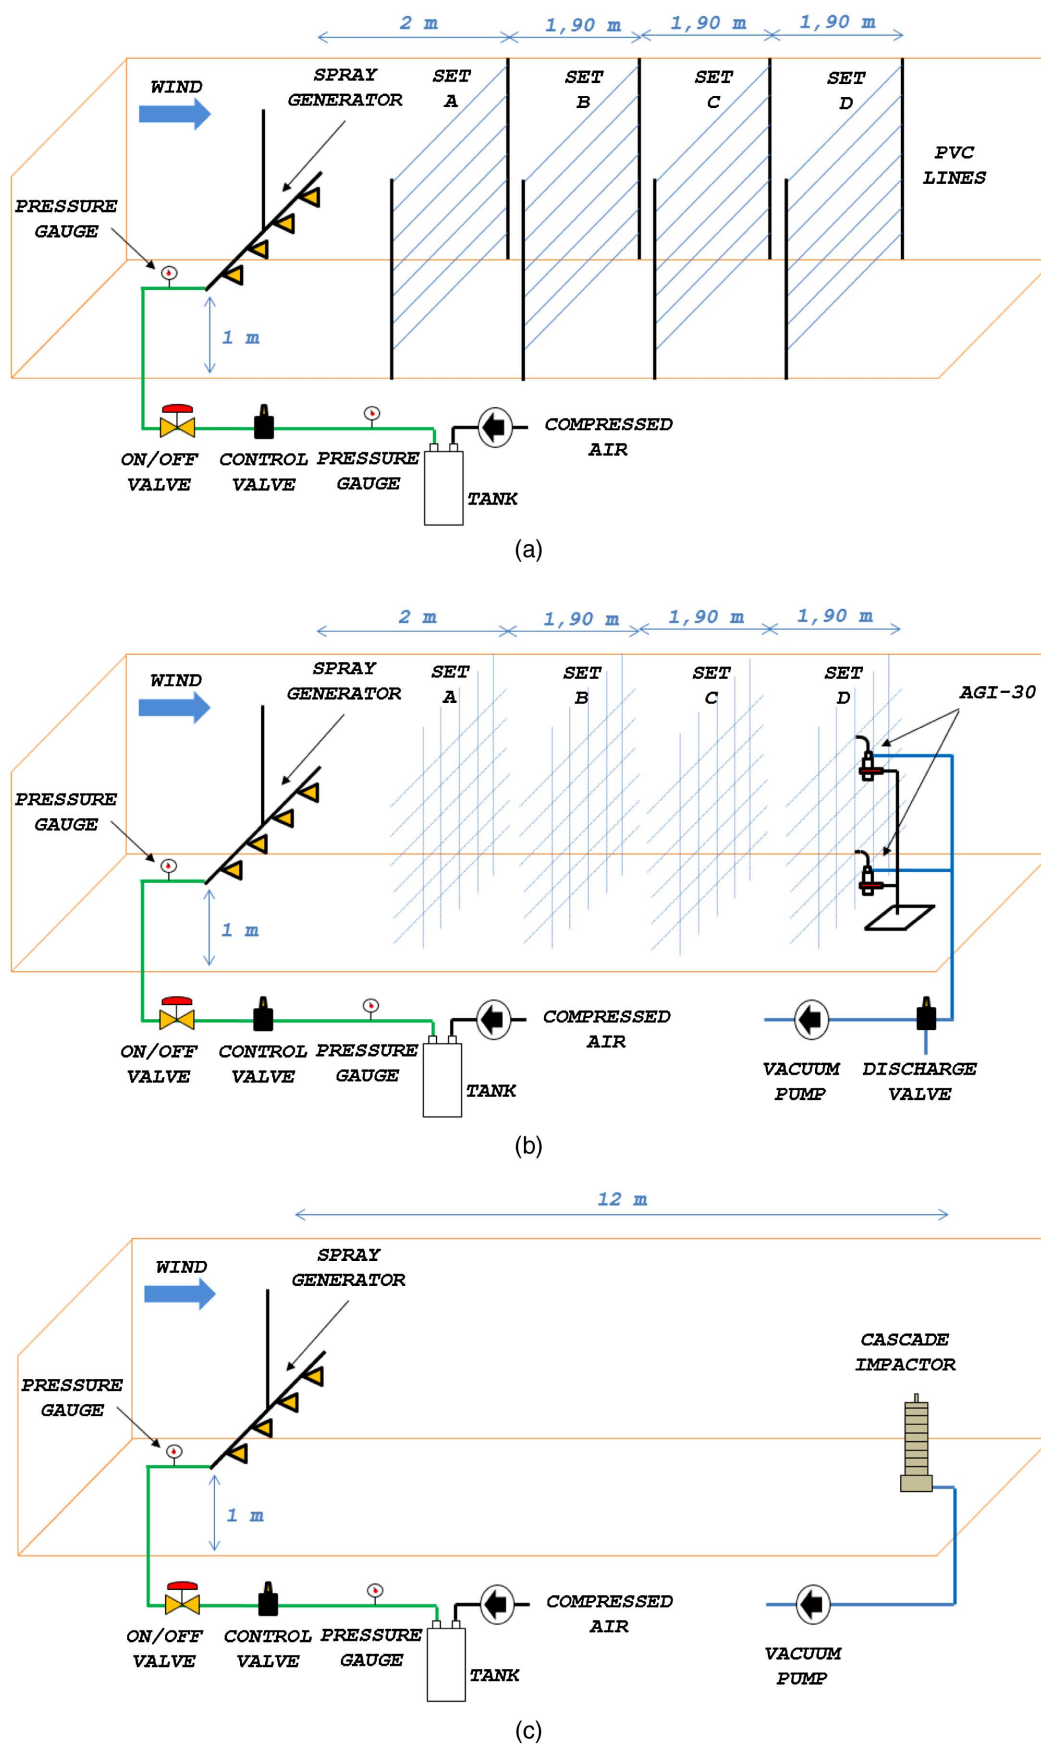 2 m
1,90 m
1,90 m
1,90 m
WIND
SPRAY
GENERATOR
SET
A
SET
B
SET
C
SET
D
PVC
LINES
PRESSURE
GAUGE
1 m
ON/OFF
VALVE
CONTROL
VALVE
PRESSURE
GAUGE
TANK
COMPRESSED
AIR
(a)
2 m
1,90 m
1,90 m
1,90 m
WIND
SPRAY
GENERATOR
SET
A
SET
B
SET
C
SET
D
AGI-30
PRESSURE
GAUGE
1 m
ON/OFF
VALVE
CONTROL
VALVE
PRESSURE
GAUGE
TANK
COMPRESSED
AIR
VACUUM
PUMP
DISCHARGE
VALVE
(b)
12 m
WIND
SPRAY
GENERATOR
CASCADE
IMPACTOR
PRESSURE
GAUGE
1 m
ON/OFF
VALVE
CONTROL
VALVE
PRESSURE
GAUGE
TANK
COMPRESSED
AIR
VACUUM
PUMP
(c)